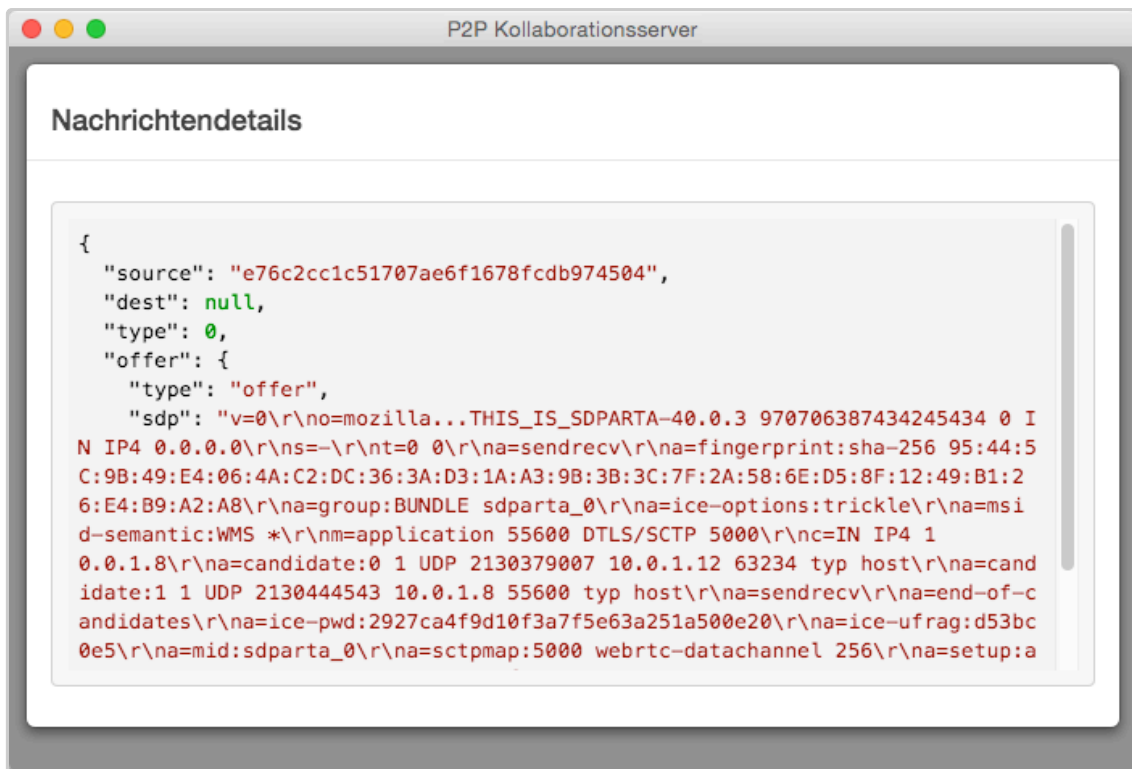 P2P Kollaborationsserver
Nachrichtendetails
{
  "source": "e76c2cc1c51707ae6f1678fcdb974504",
  "dest": null,
  "type": 0,
  "offer": {
    "type": "offer",
    "sdp": "v=0\r\no=mozilla...THIS_IS_SDPARTA-40.0.3 970706387434245434 0 I
N IP4 0.0.0.0\r\ns=-\r\nt=0 0\r\na=sendrecv\r\na=fingerprint:sha-256 95:44:5
C:9B:49:E4:06:4A:C2:DC:36:3A:D3:1A:A3:9B:3B:3C:7F:2A:58:6E:D5:8F:12:49:B1:2
6:E4:B9:A2:A8\r\na=group:BUNDLE sdparta_0\r\na=ice-options:trickle\r\na=msi
d-semantic:WMS *\r\nm=application 55600 DTLS/SCTP 5000\r\nc=IN IP4 1
0.0.1.8\r\na=candidate:0 1 UDP 2130379007 10.0.1.12 63234 typ host\r\na=cand
idate:1 1 UDP 2130444543 10.0.1.8 55600 typ host\r\na=sendrecv\r\na=end-of-c
andidates\r\na=ice-pwd:2927ca4f9d10f3a7f5e63a251a500e20\r\na=ice-ufrag:d53bc
0e5\r\na=mid:sdparta_0\r\na=sctpmap:5000 webrtc-datachannel 256\r\na=setup:a